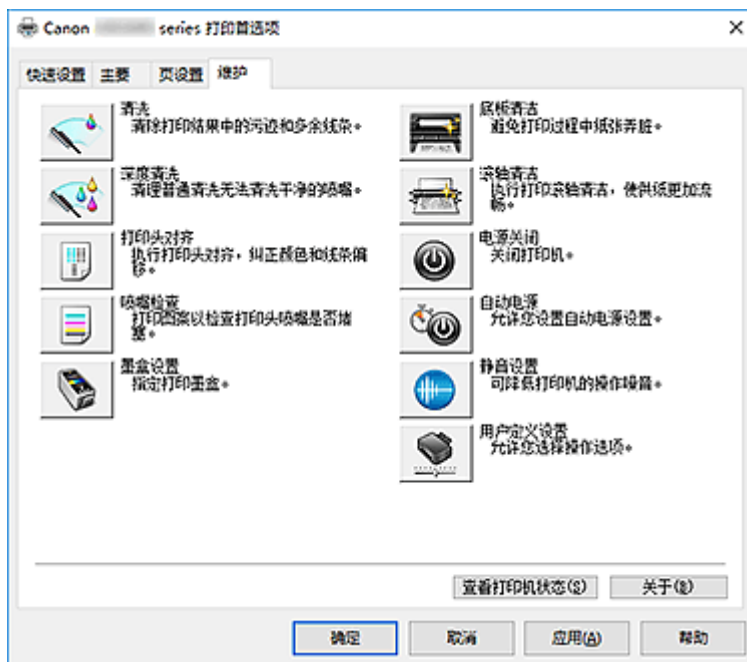 Canon series 打印首选项
快速设置 主要 页设置 维护
清洗
清除打印结果中的污迹和多余线条。
深度清洗
清理普通清洗无法清洗干净的喷嘴。
打印头对齐
执行打印头对齐，纠正颜色和线条偏
移。
喷嘴检查
打印图案以检查打印头喷嘴是否堵
塞。
墨盒设置
指定打印墨盒。
底板清洁
避免打印过程中纸张弄脏。
滚轴清洁
执行打印滚轴清洁，使供纸更加流
畅。
电源关闭
关闭打印机。
自动电源
允许您设置自动电源设置。
静音设置
可降低打印机的操作噪音。
用户定义设置
允许您选择操作选项。
查看打印机状态(S) 关于(B)
确定 取消 应用(A) 帮助